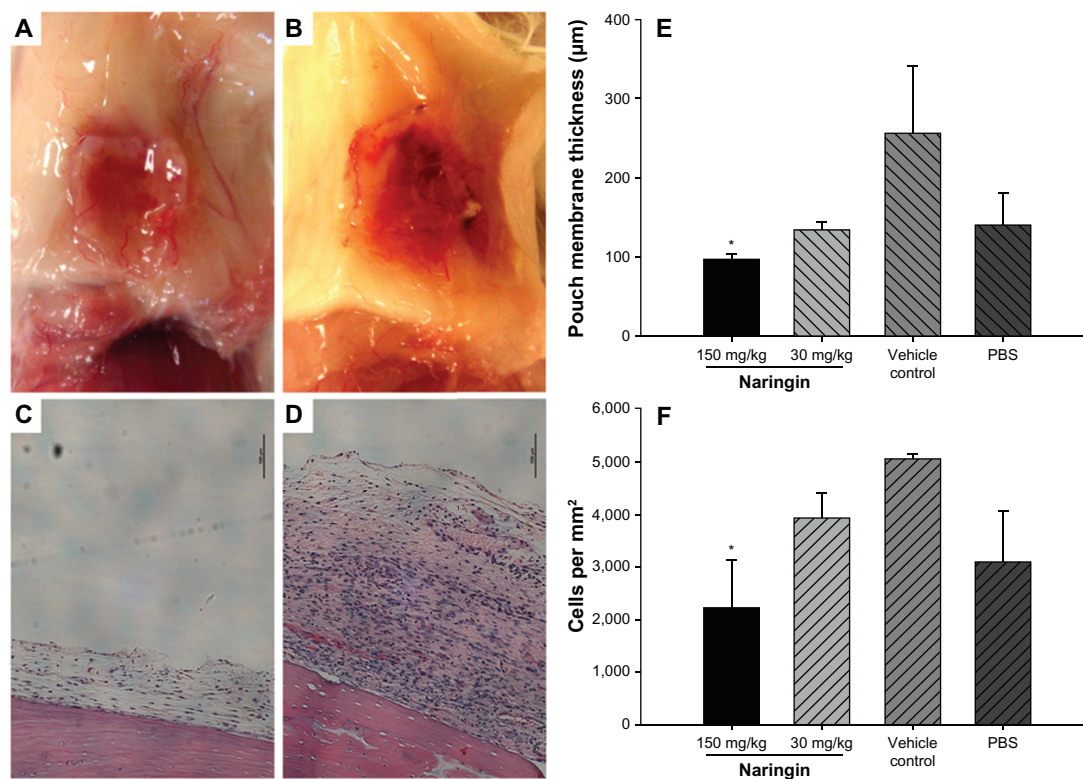 A
B
C
D
E
Pouch membrane thickness (µm)
400
300
200
100
0
150 mg/kg
30 mg/kg
Vehicle
control
PBS
Naringin
F
Cells per mm²
6,000
5,000
4,000
3,000
2,000
1,000
0
*
*
150 mg/kg
30 mg/kg
Vehicle
control
PBS
Naringin